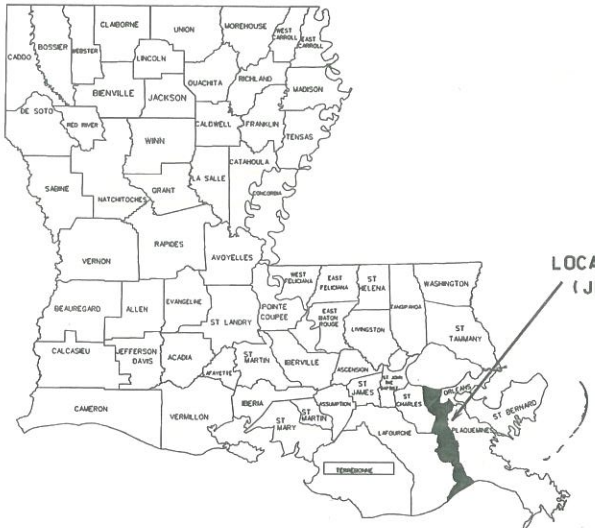 CLAIBORNE
UNION
MOREHOUSE
WEST
CARROLL
EAST
CARROLL
CADDO
BOSSIER
WEBSTER
LINCOLN
OUACHITA
RICHLAND
MADISON
BIENVILLE
JACKSON
DE SOTO
RED RIVER
CALDWELL
FRANKLIN
TENSAS
WINN
SABINE
NATCHITOCHES
GRANT
LA SALLE
CATAHOULA
CONCORDIA
VERNON
RAPIDES
AVOYELLES
LOCA
(J
BEAUREGARD
ALLEN
EVANGELINE
ST LANDRY
POINTE
COUPEE
WEST
FELICIANA
EAST
FELICIANA
ST
HELENA
TANGIPAHOA
WASHINGTON
EAST
BATON
ROUGE
LIVINGSTON
ST
TAMMANY
CALCASIEU
JEFFERSON
DAVIS
ACADIA
LAFAYETTE
ST
MARTIN
IBERVILLE
ASCENSION
ST JOHN
THE
BAPTIST
ST
JAMES
ST
CHARLES
ORLEANS
ST BERNARD
CAMERON
VERMILLON
IBERIA
ST
MARTIN
ST
MARY
ASSUMPTION
LAFOURCHE
PLAQUEMINES
TERREBONNE